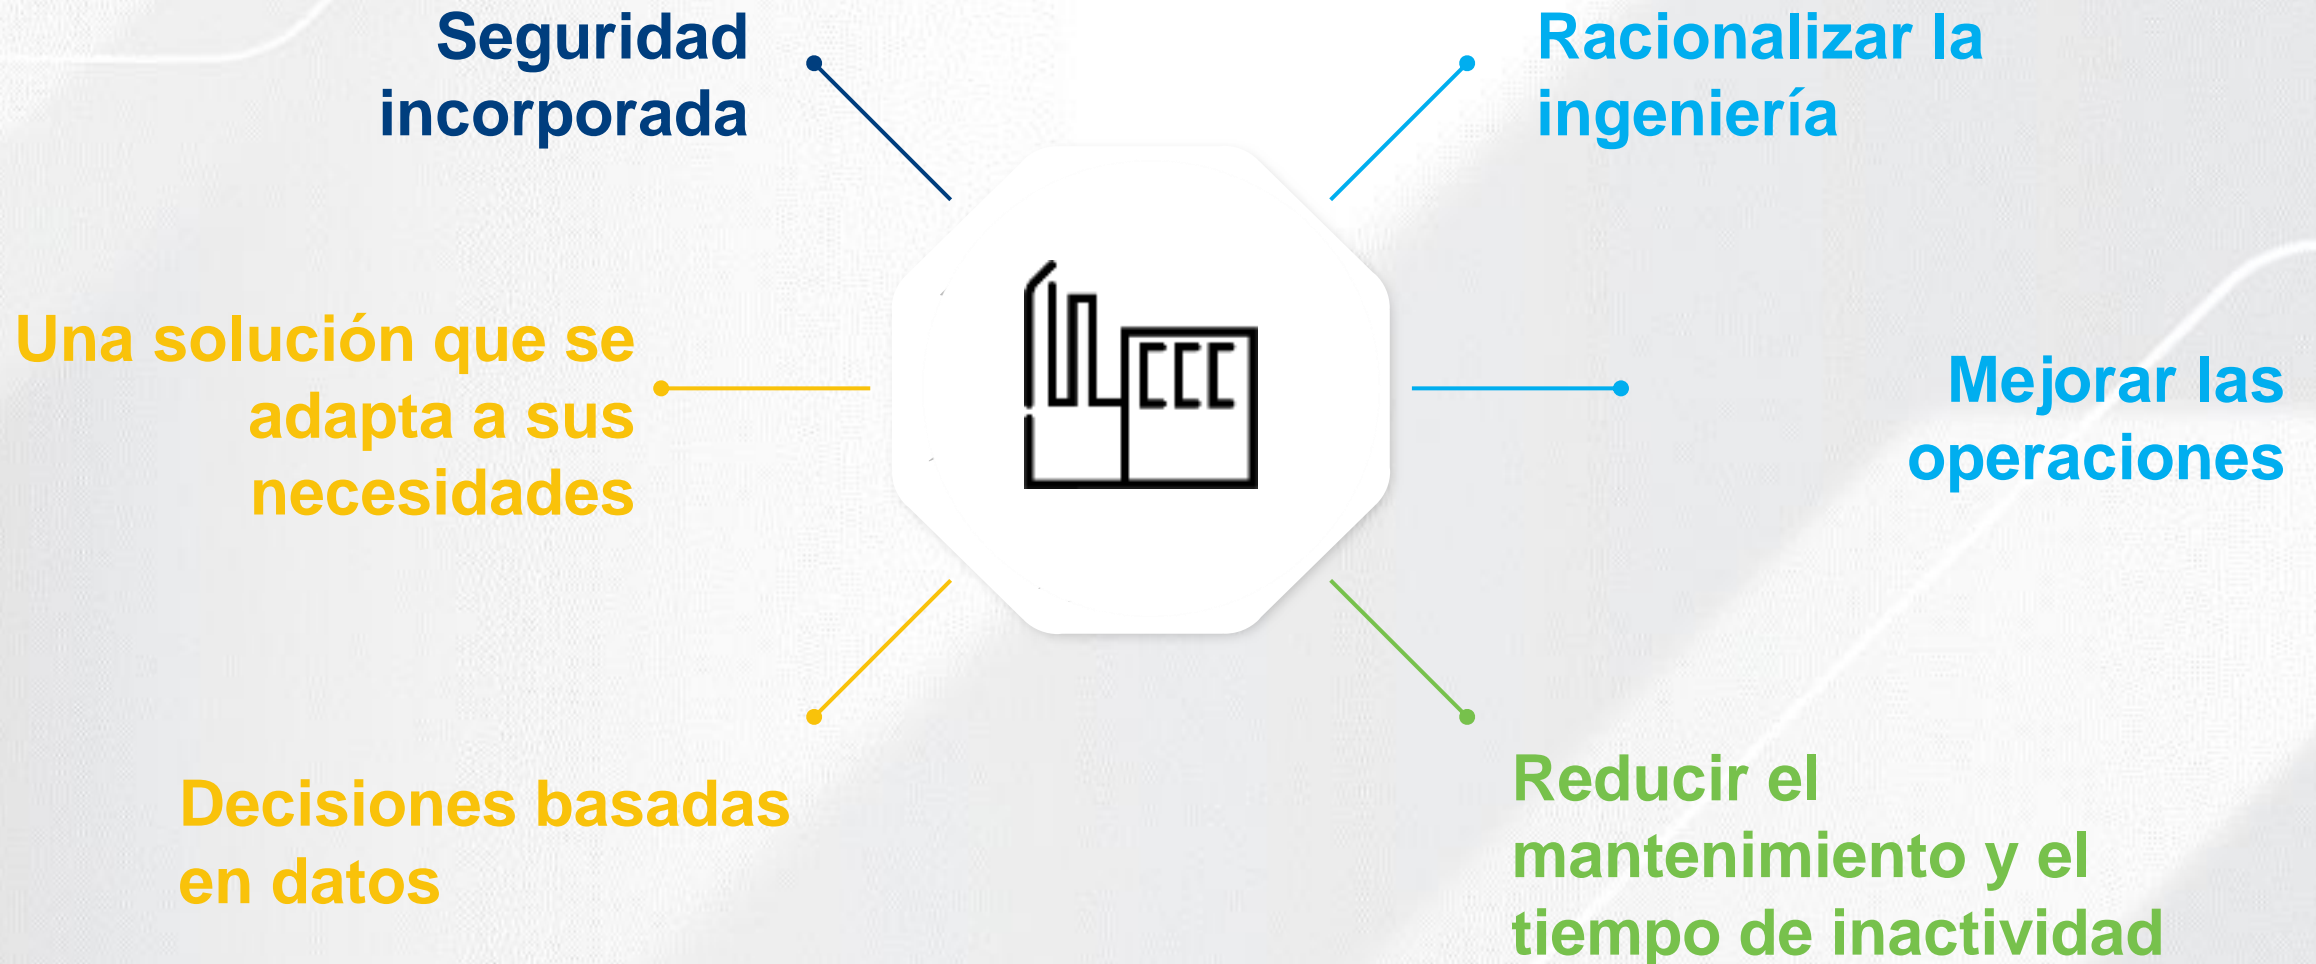 Seguridad
incorporada
Racionalizar la
ingeniería
Una solución que se
adapta a sus
necesidades
Mejorar las
operaciones
Decisiones basadas
en datos
Reducir el
mantenimiento y el
tiempo de inactividad